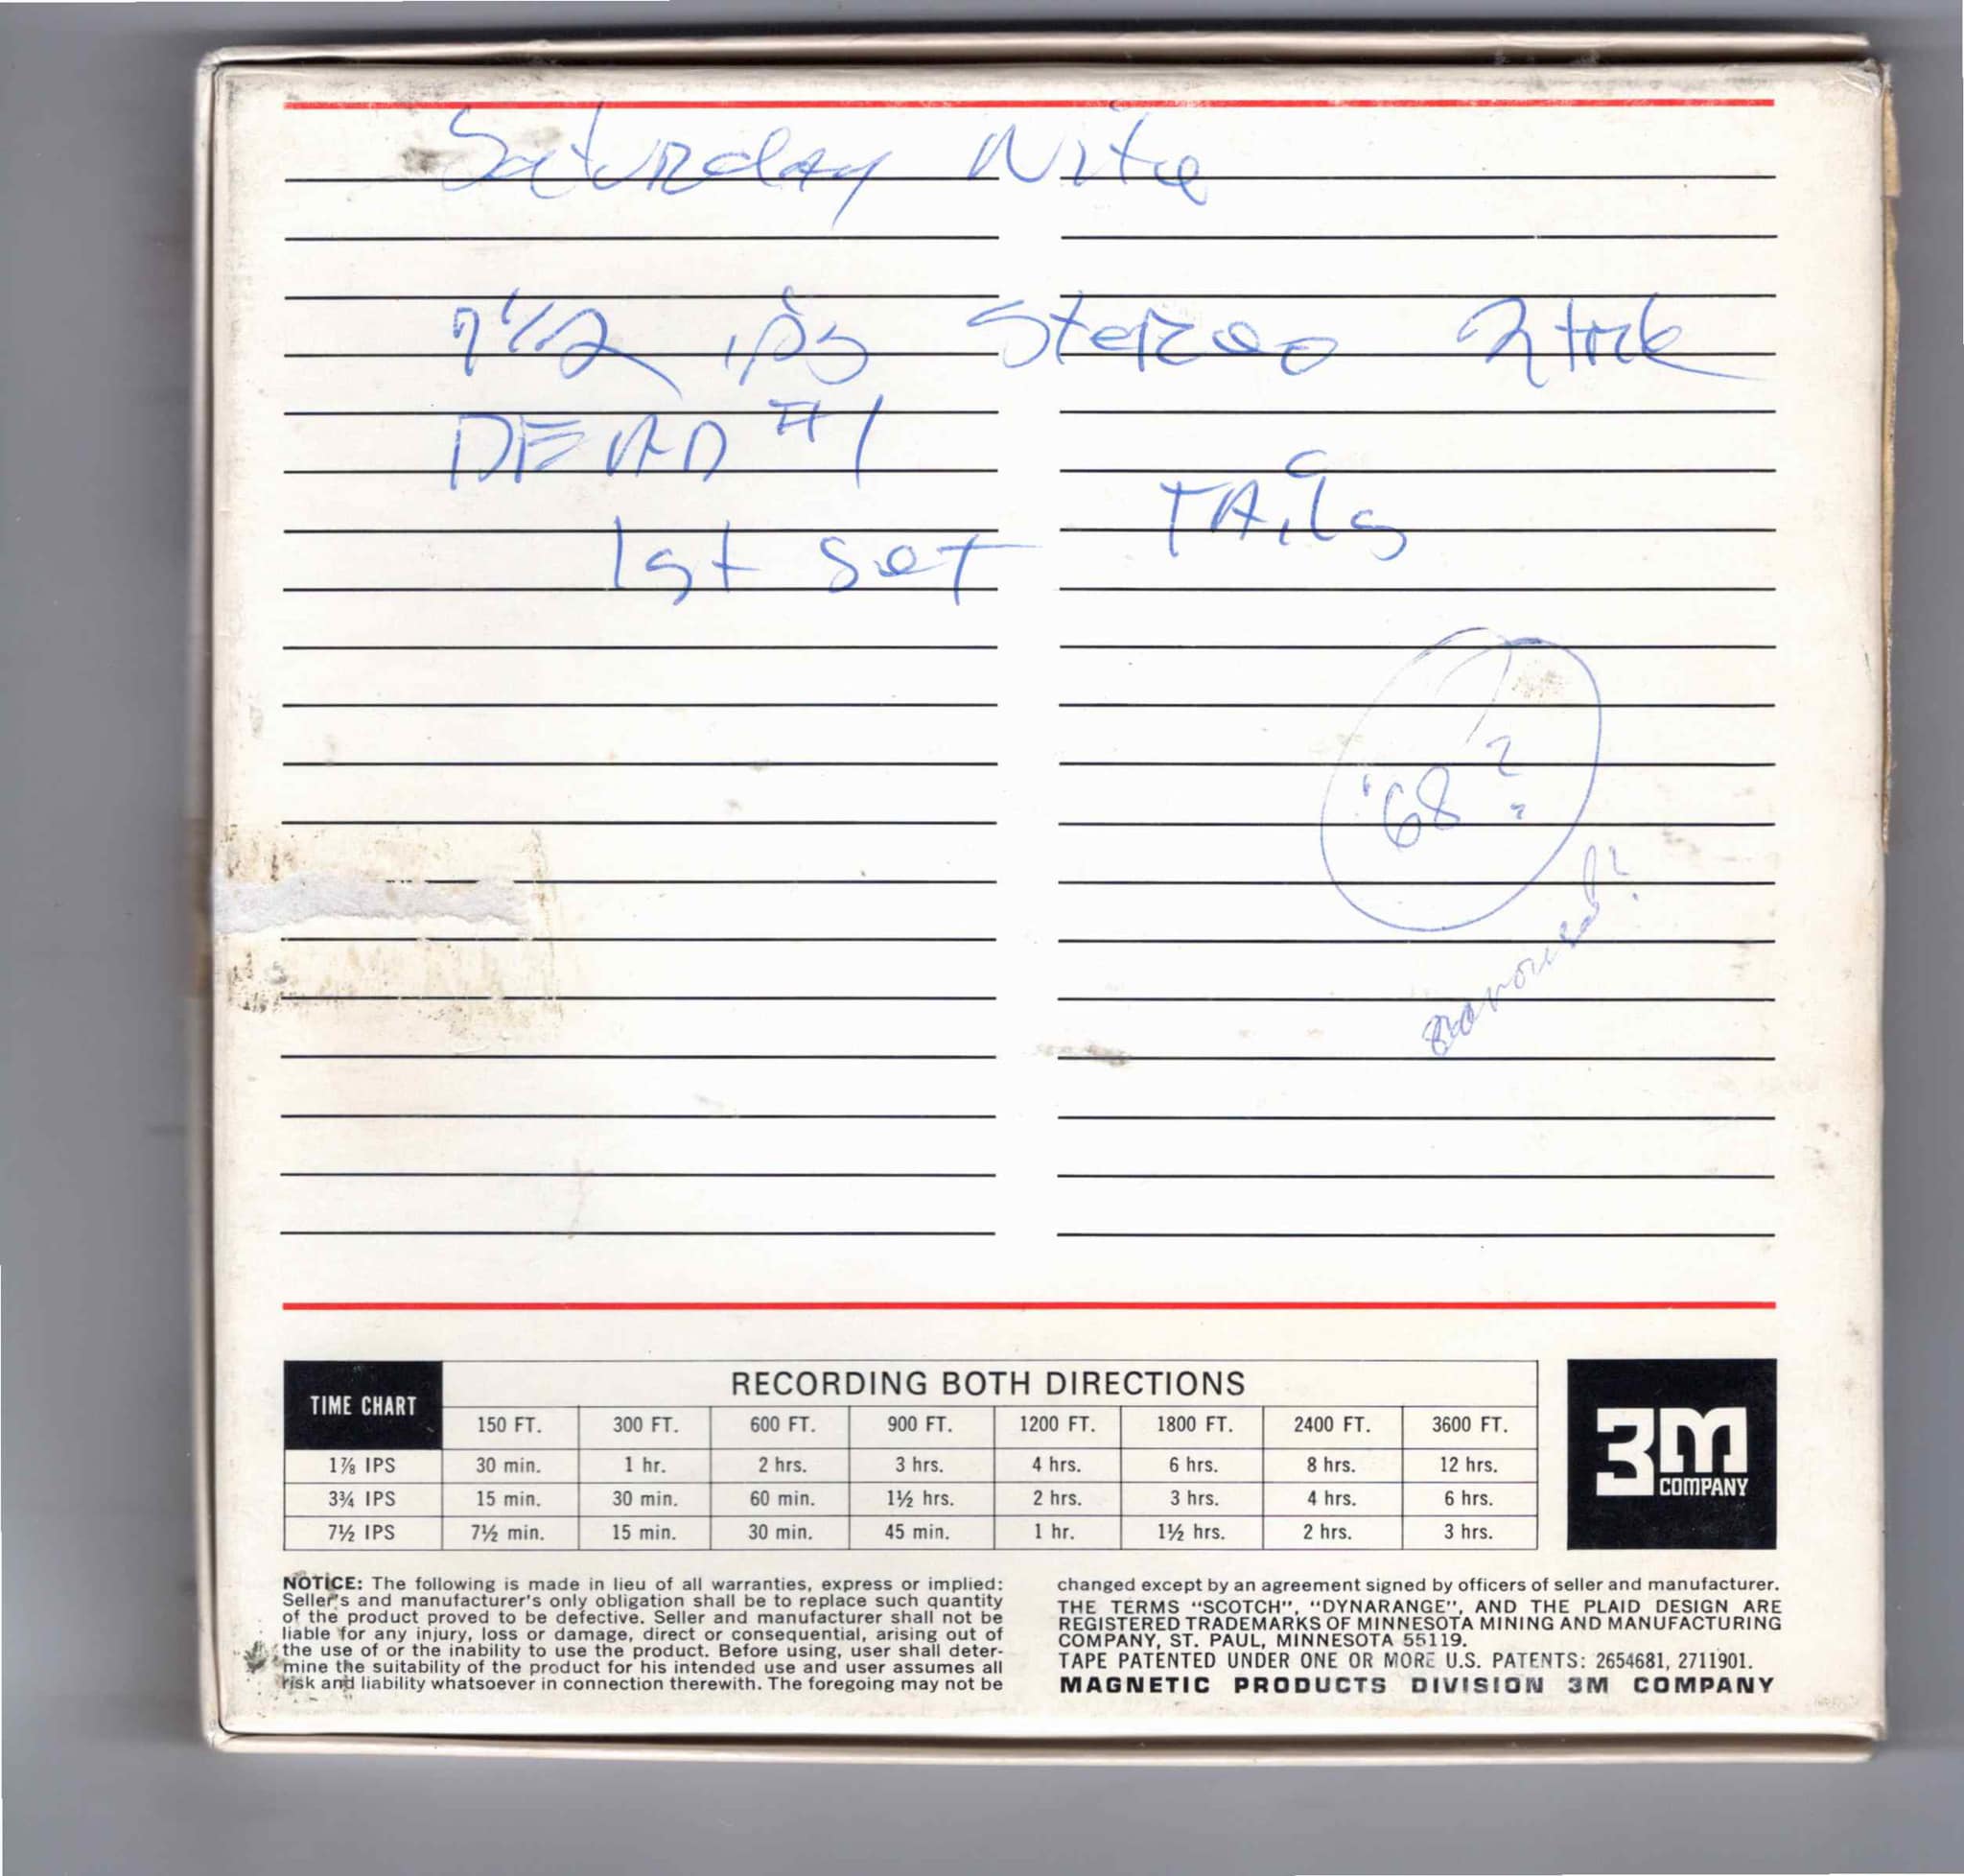 Saturday Nite
7 1/2 ips Stereo 2 trk
DEAD #1
TAils
1st set
'68?
TIME CHART
RECORDING BOTH DIRECTIONS
150 FT. 300 FT. 600 FT. 900 FT. 1200 FT. 1800 FT. 2400 FT. 3600 FT.
1⅞ IPS 30 min. 1 hr. 2 hrs. 3 hrs. 4 hrs. 6 hrs. 8 hrs. 12 hrs.
3¾ IPS 15 min. 30 min. 60 min. 1½ hrs. 2 hrs. 3 hrs. 4 hrs. 6 hrs.
7½ IPS 7½ min. 15 min. 30 min. 45 min. 1 hr. 1½ hrs. 2 hrs. 3 hrs.
3M
COMPANY
NOTICE: The following is made in lieu of all warranties, express or implied:
Seller's and manufacturer's only obligation shall be to replace such quantity
of the product proved to be defective. Seller and manufacturer shall not be
liable for any injury, loss or damage, direct or consequential, arising out of
the use of or the inability to use the product. Before using, user shall deter-
mine the suitability of the product for his intended use and user assumes all
risk and liability whatsoever in connection therewith. The foregoing may not be
changed except by an agreement signed by officers of seller and manufacturer.
THE TERMS “SCOTCH”, “DYNARANGE”, AND THE PLAID DESIGN ARE
REGISTERED TRADEMARKS OF MINNESOTA MINING AND MANUFACTURING
COMPANY, ST. PAUL, MINNESOTA 55119.
TAPE PATENTED UNDER ONE OR MORE U.S. PATENTS: 2654681, 2711901.
MAGNETIC PRODUCTS DIVISION 3M COMPANY